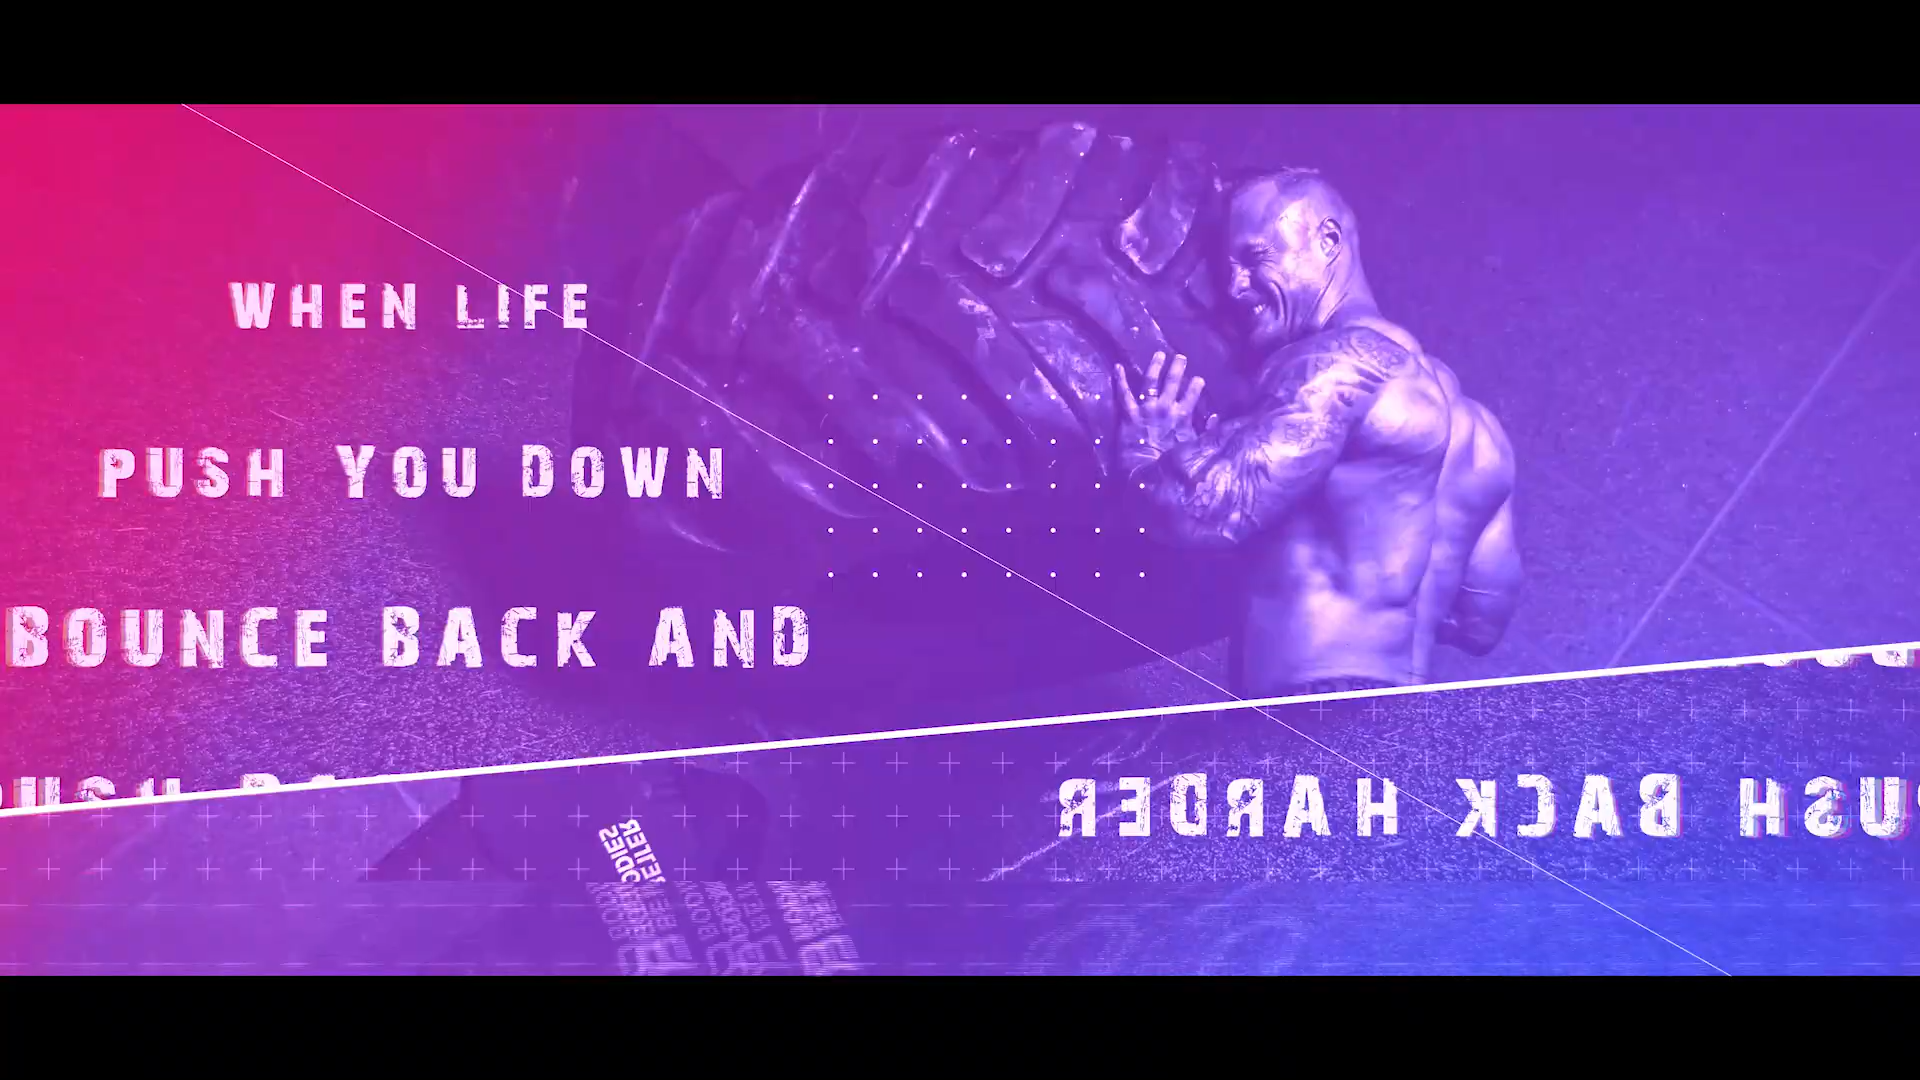 WHEN LIFE
PUSH YOU DOWN
BOUNCE BACK AND
PUSH BACK HARDER